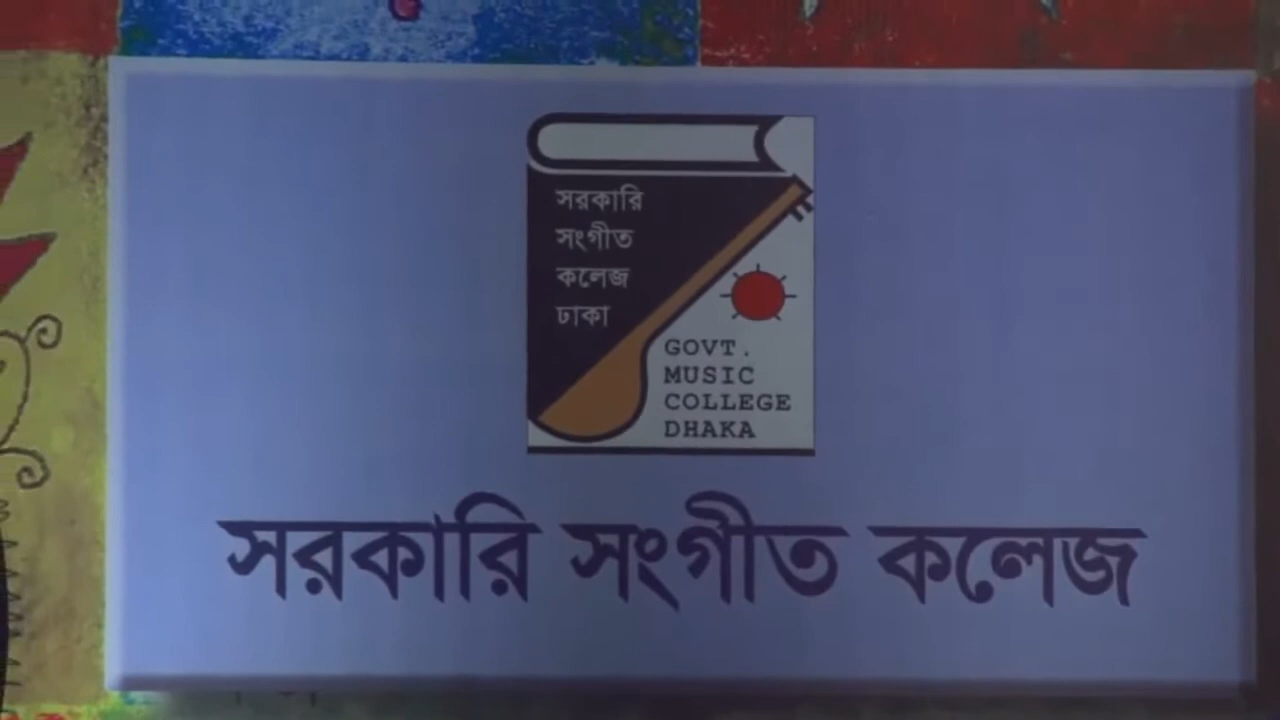 সরকারি
সংগীত
কলেজ
ঢাকা
GOVT.
MUSIC
COLLEGE
DHAKA
সরকারি সংগীত কলেজ